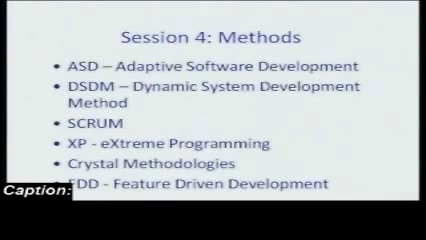 Session 4: Methods
• ASD – Adaptive Software Development
• DSDM – Dynamic System Development
Method
• SCRUM
• XP - eXtreme Programming
• Crystal Methodologies
• FDD - Feature Driven Development
Caption: